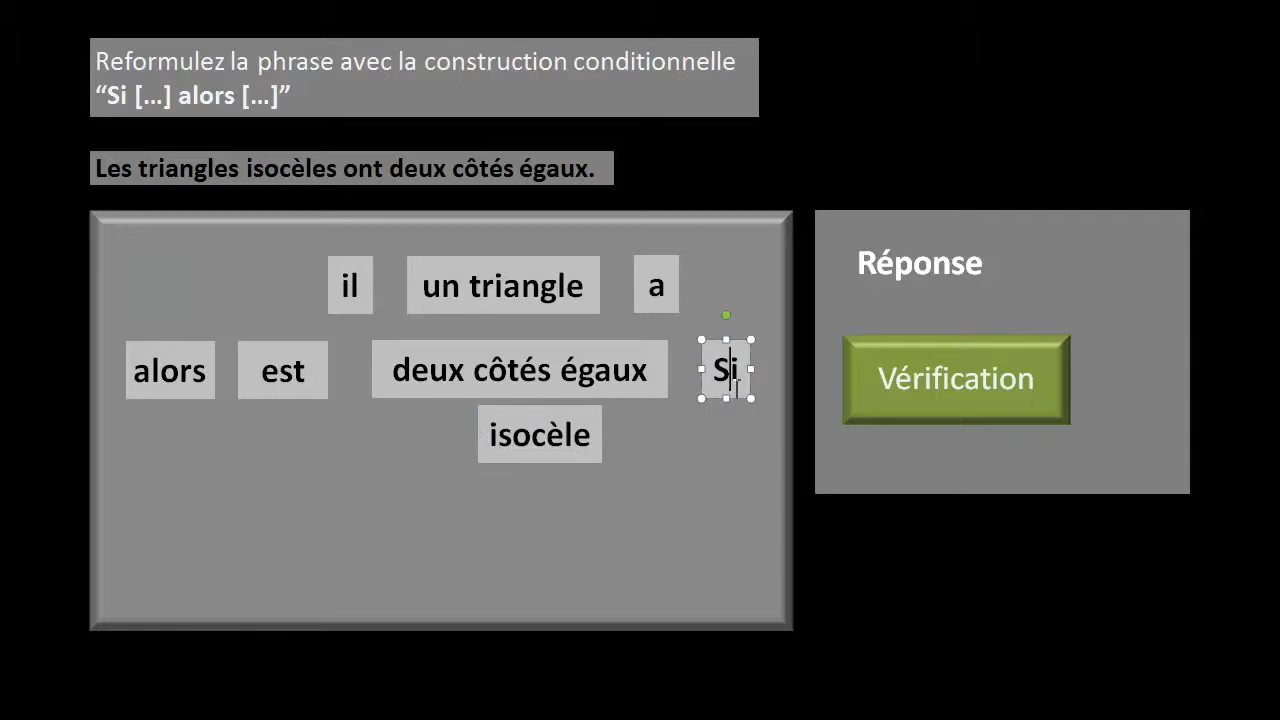 Reformulez la phrase avec la construction conditionnelle
“Si [...] alors [...]”
Les triangles isocèles ont deux côtés égaux.
il un triangle a
alors est deux côtés égaux Si
isocèle
Réponse
Vérification